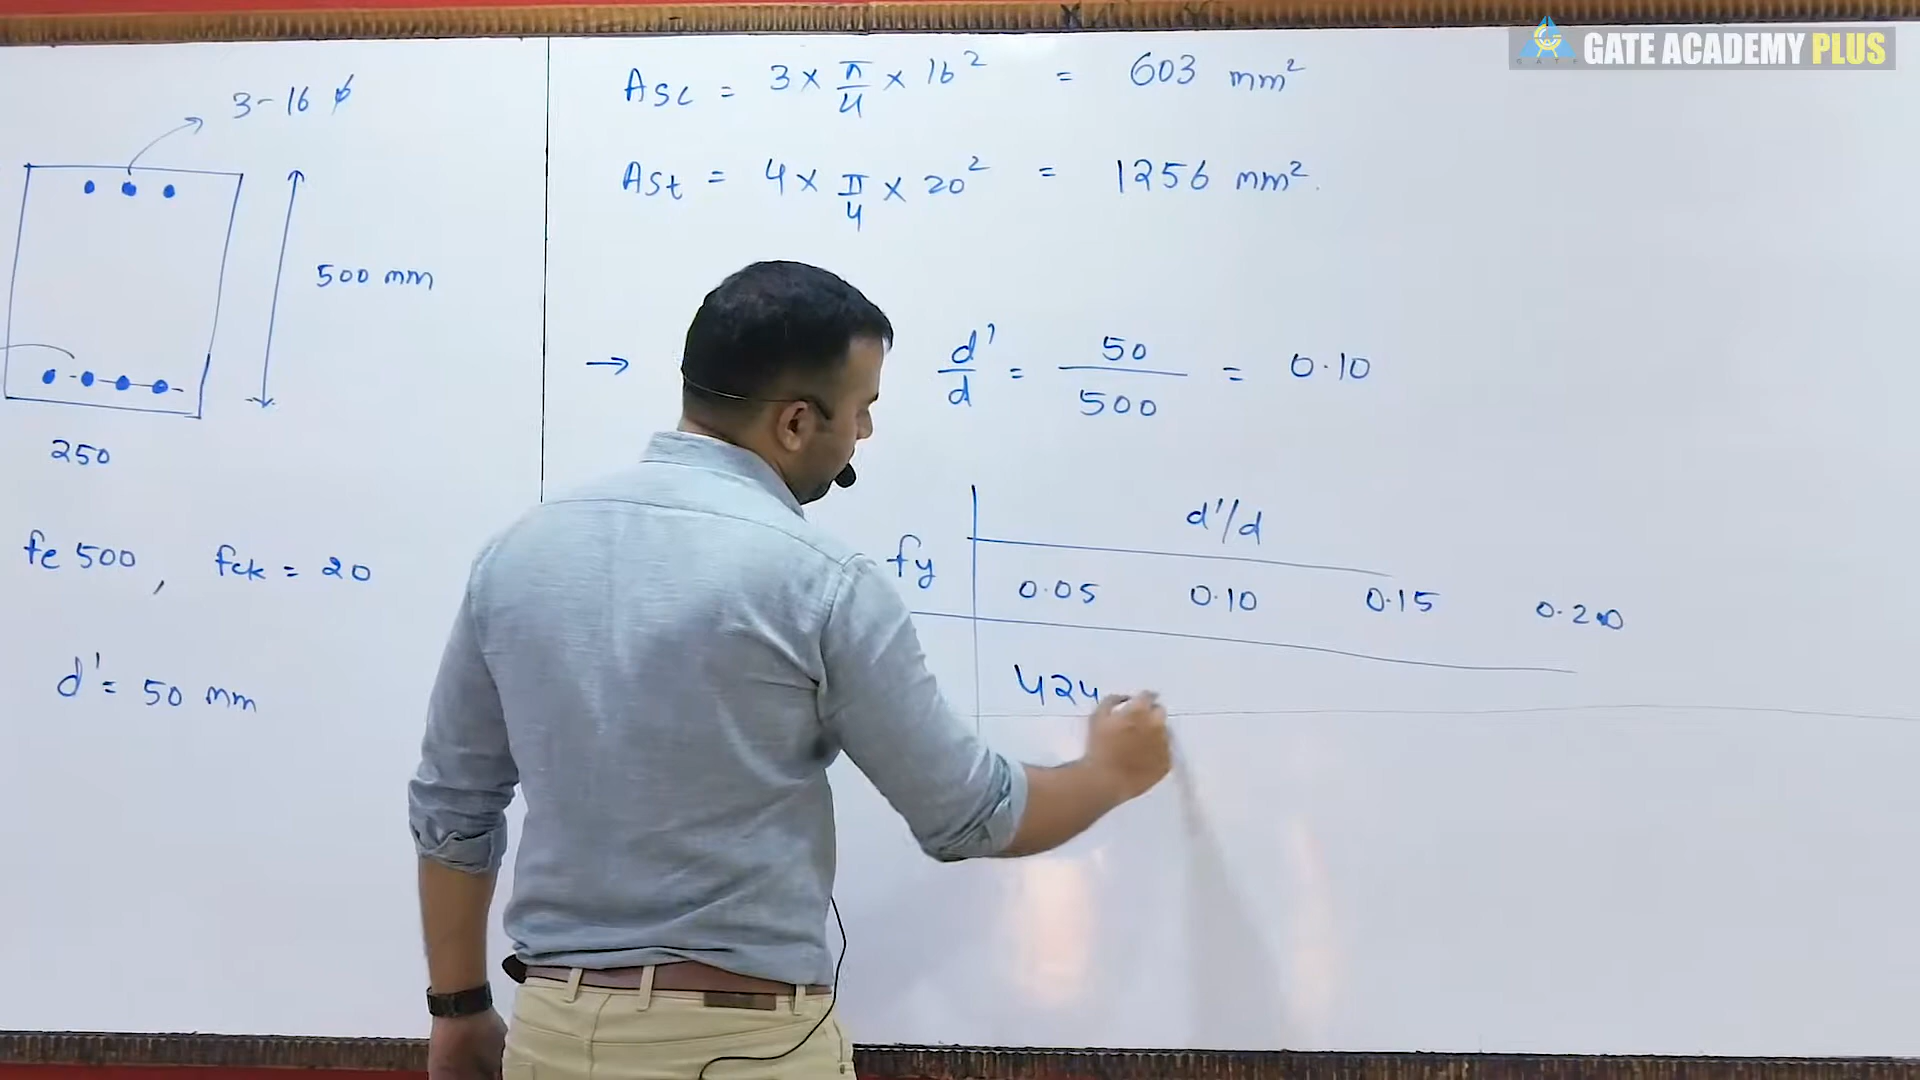 GATE ACADEMY PLUS
3-16 ϕ
500 mm
250
fe 500 , fck = 20
d' = 50 mm
Asc = 3 × π/4 × 16² = 603 mm²
Ast = 4 × π/4 × 20² = 1256 mm².
→ d'/d = 50/500 = 0.10
fy d'/d
0.05 0.10 0.15 0.20
424